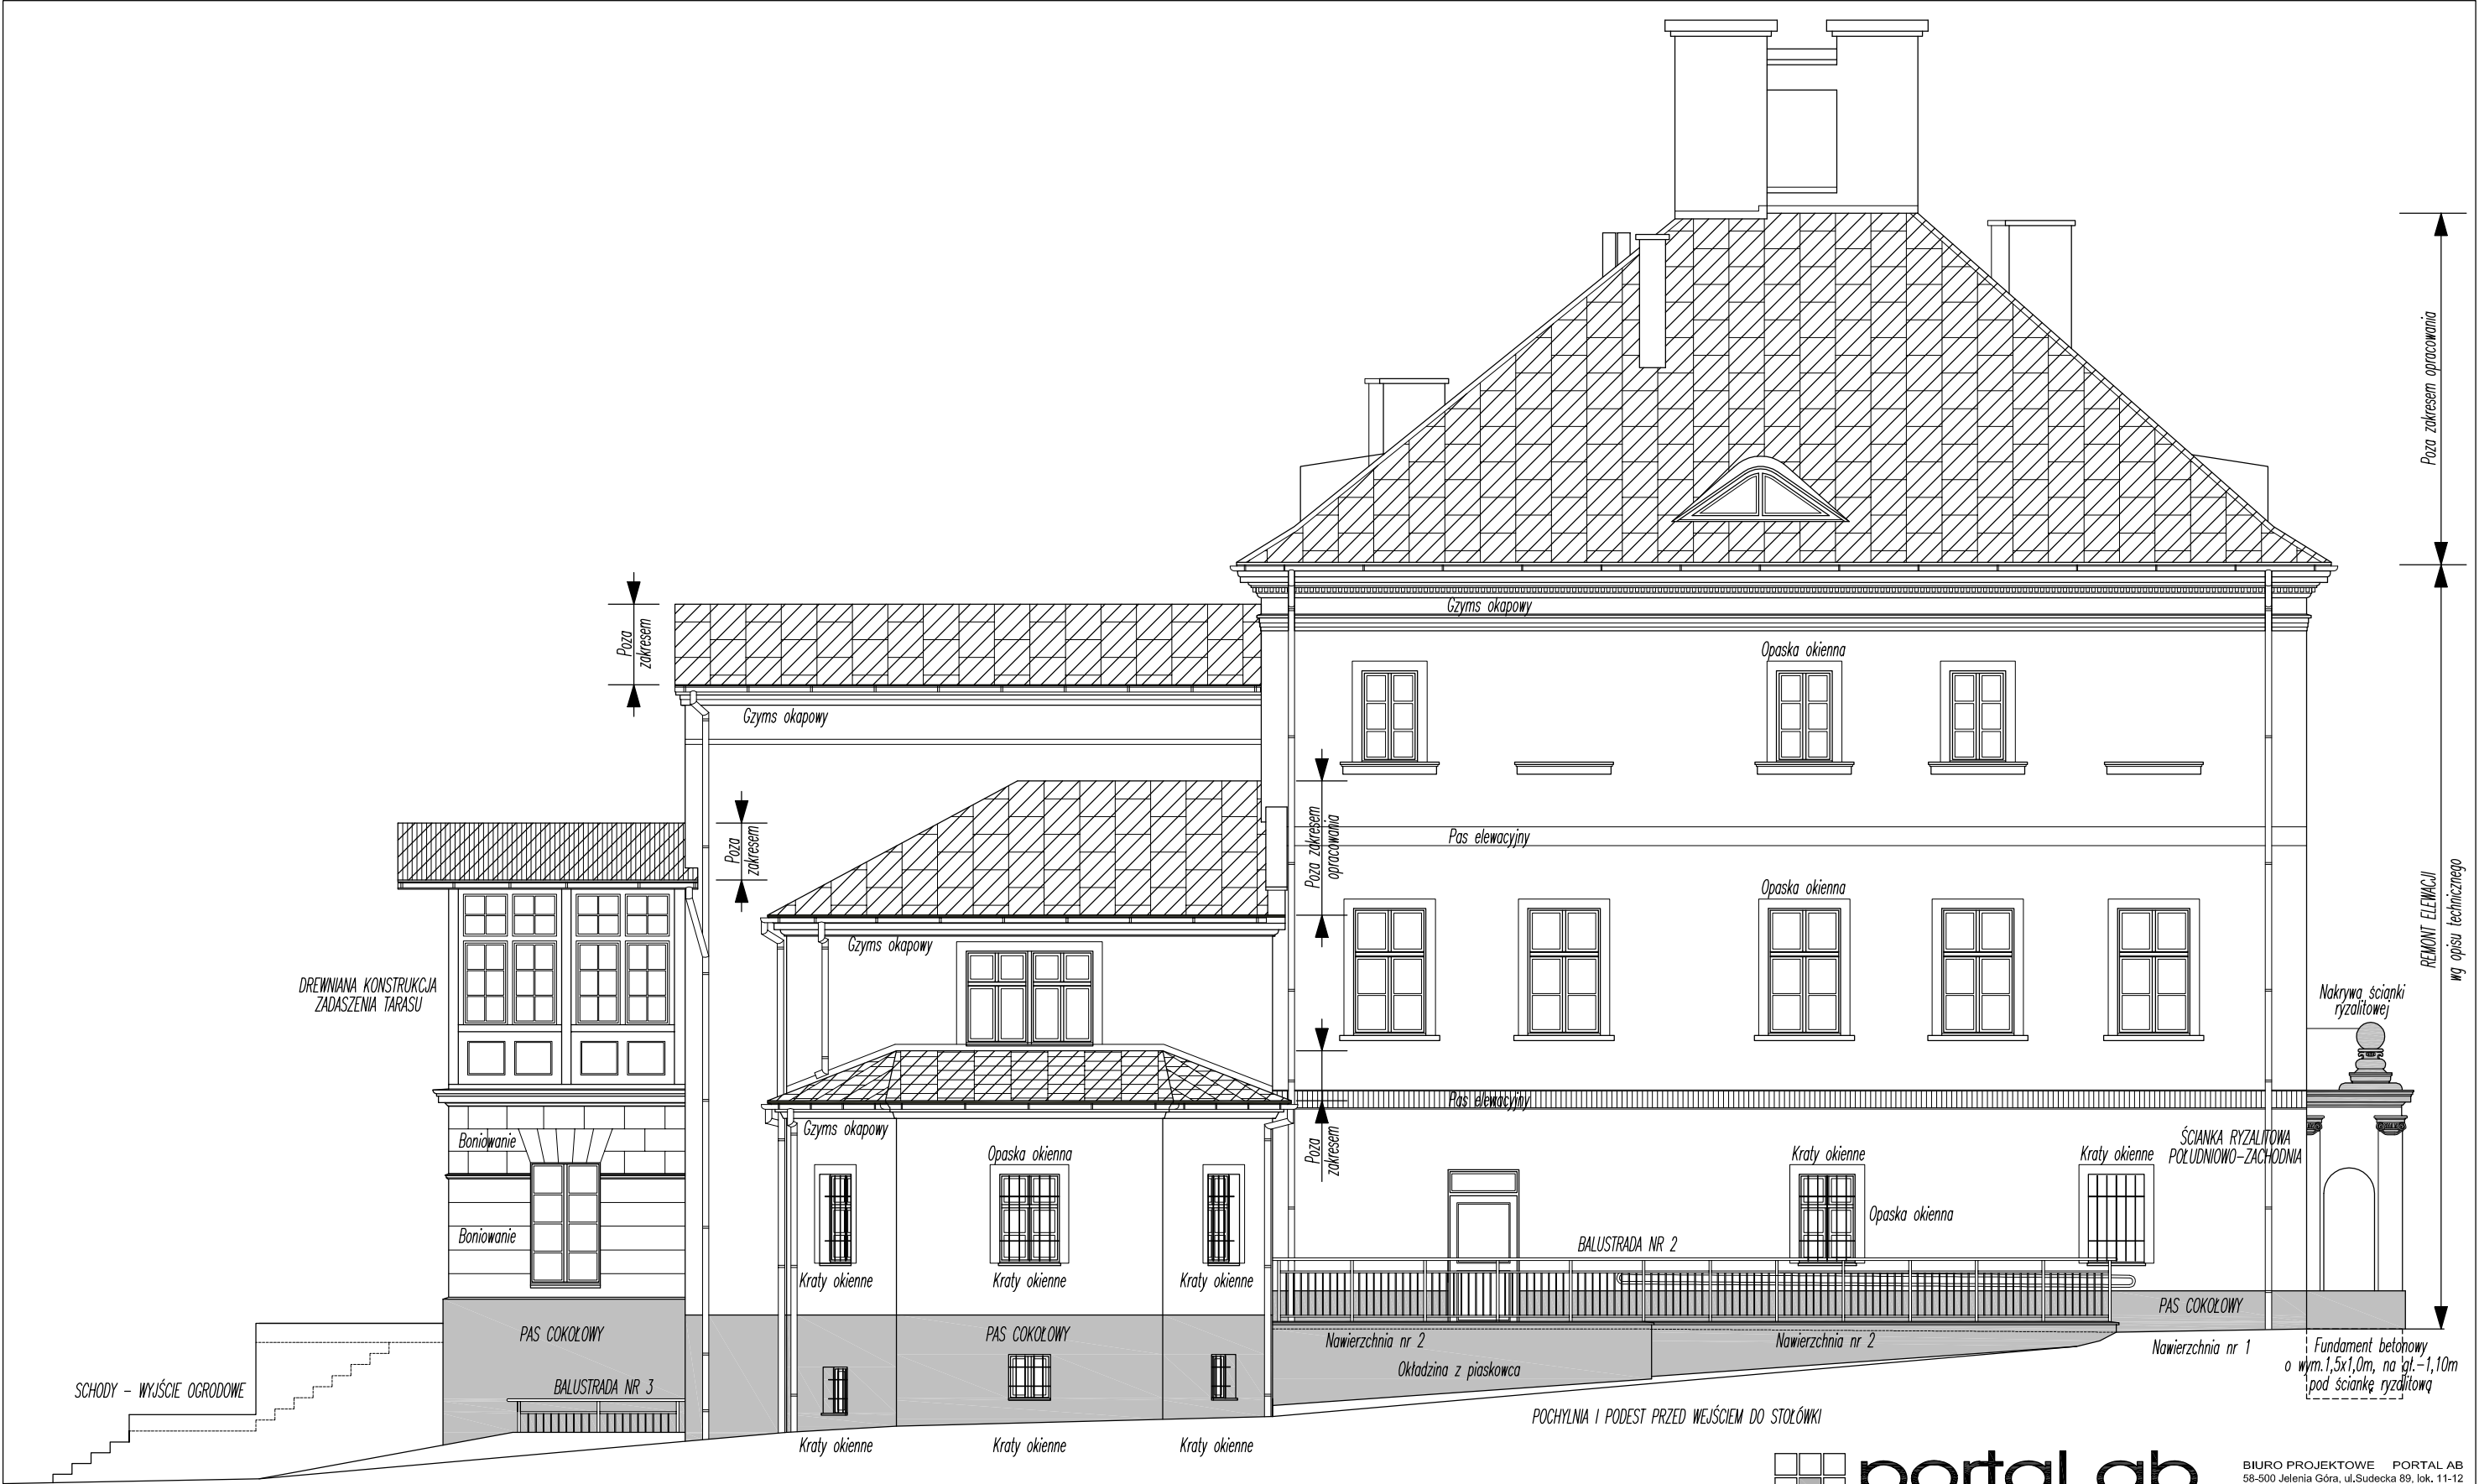 Poza zakresem opracowania
Gzyms okapowy
Poza
zakresem
Opaska okienna
Gzyms okapowy
Poza
zakresem
Poza zakresem
opracowania
Pas elewacyjny
Opaska okienna
REMONT ELEWACJI
wg opisu technicznego
Gzyms okapowy
DREWNIANA KONSTRUKCJA
ZADASZENIA TARASU
Nakrywa ścianki
ryzalitowej
Pas elewacyjny
Gzyms okapowy
Boniowanie
Poza
zakresem
Opaska okienna
Kraty okienne
Kraty okienne
ŚCIANKA RYZALITOWA
POŁUDNIOWO-ZACHODNIA
Opaska okienna
Boniowanie
BALUSTRADA NR 2
Kraty okienne
Kraty okienne
Kraty okienne
PAS COKOŁOWY
PAS COKOŁOWY
PAS COKOŁOWY
Nawierzchnia nr 2
Nawierzchnia nr 2
Nawierzchnia nr 1
Fundament betonowy
o wym.1,5x1,0m, na gł.-1,10m
pod ściankę ryzalitową
Okładzina z piaskowca
SCHODY - WYJŚCIE OGRODOWE
BALUSTRADA NR 3
POCHYLNIA I PODEST PRZED WEJŚCIEM DO STOŁÓWKI
Kraty okienne
Kraty okienne
Kraty okienne
portal ab
BIURO PROJEKTOWE PORTAL AB
58-500 Jelenia Góra, ul.Sudecka 89, lok. 11-12